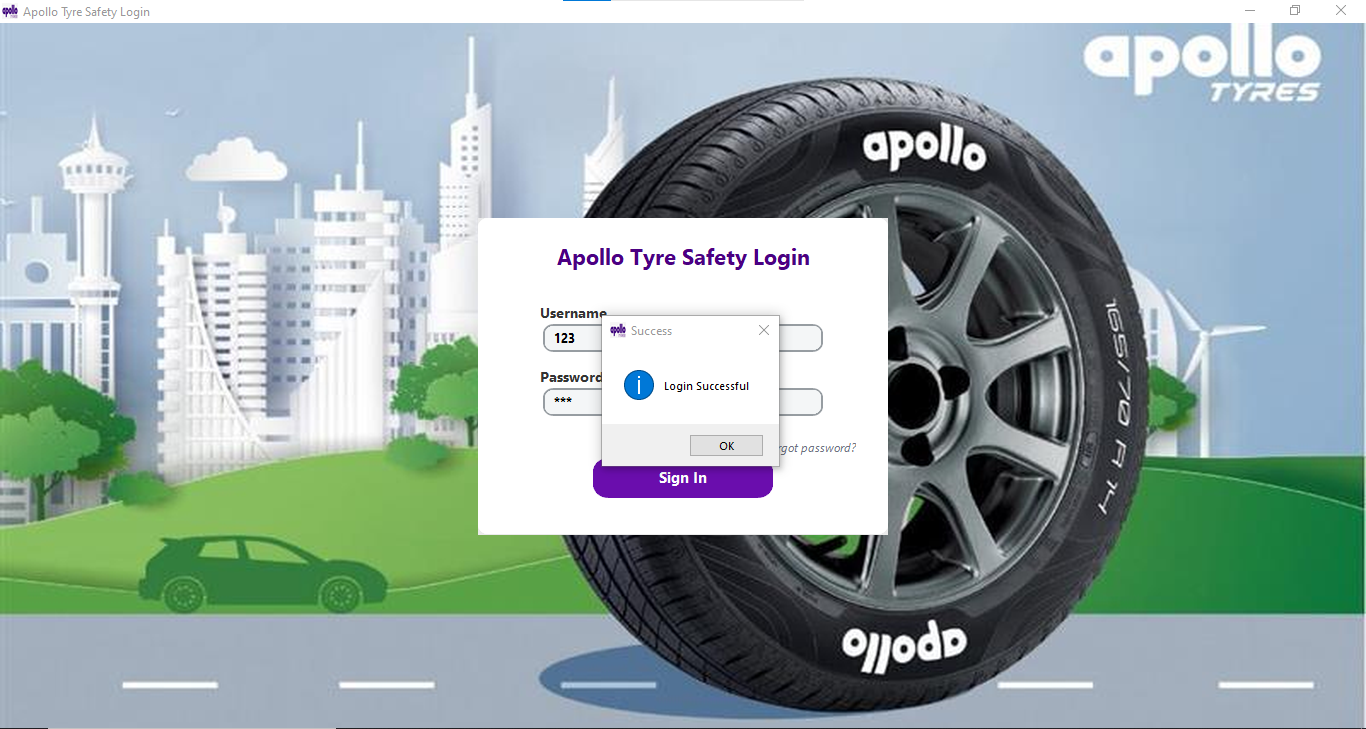 Apollo Tyre Safety Login
apollo
TYRES
apollo
Apollo Tyre Safety Login
Username
123
Success
Login Successful
OK
Password
***
rgot password?
Sign In
165/70 R 14
apollo